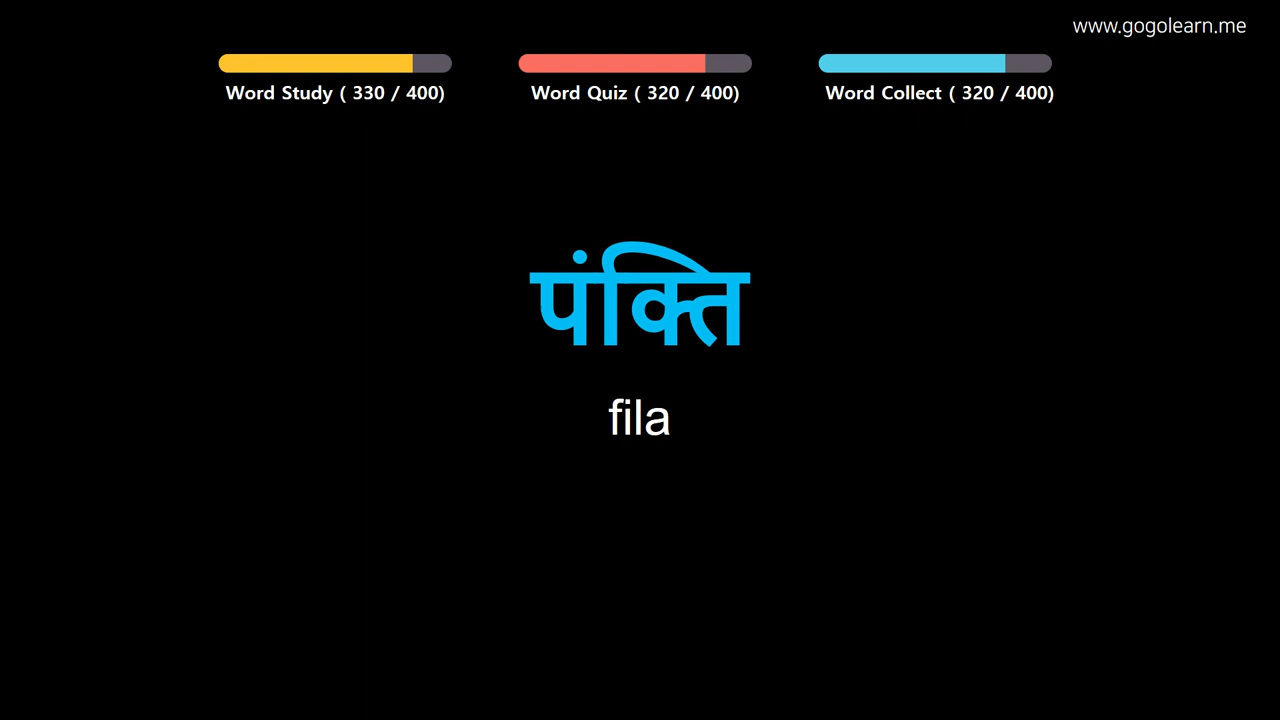 www.gogolearn.me
Word Study ( 330 / 400)
Word Quiz ( 320 / 400)
Word Collect ( 320 / 400)
पंक्ति
fila